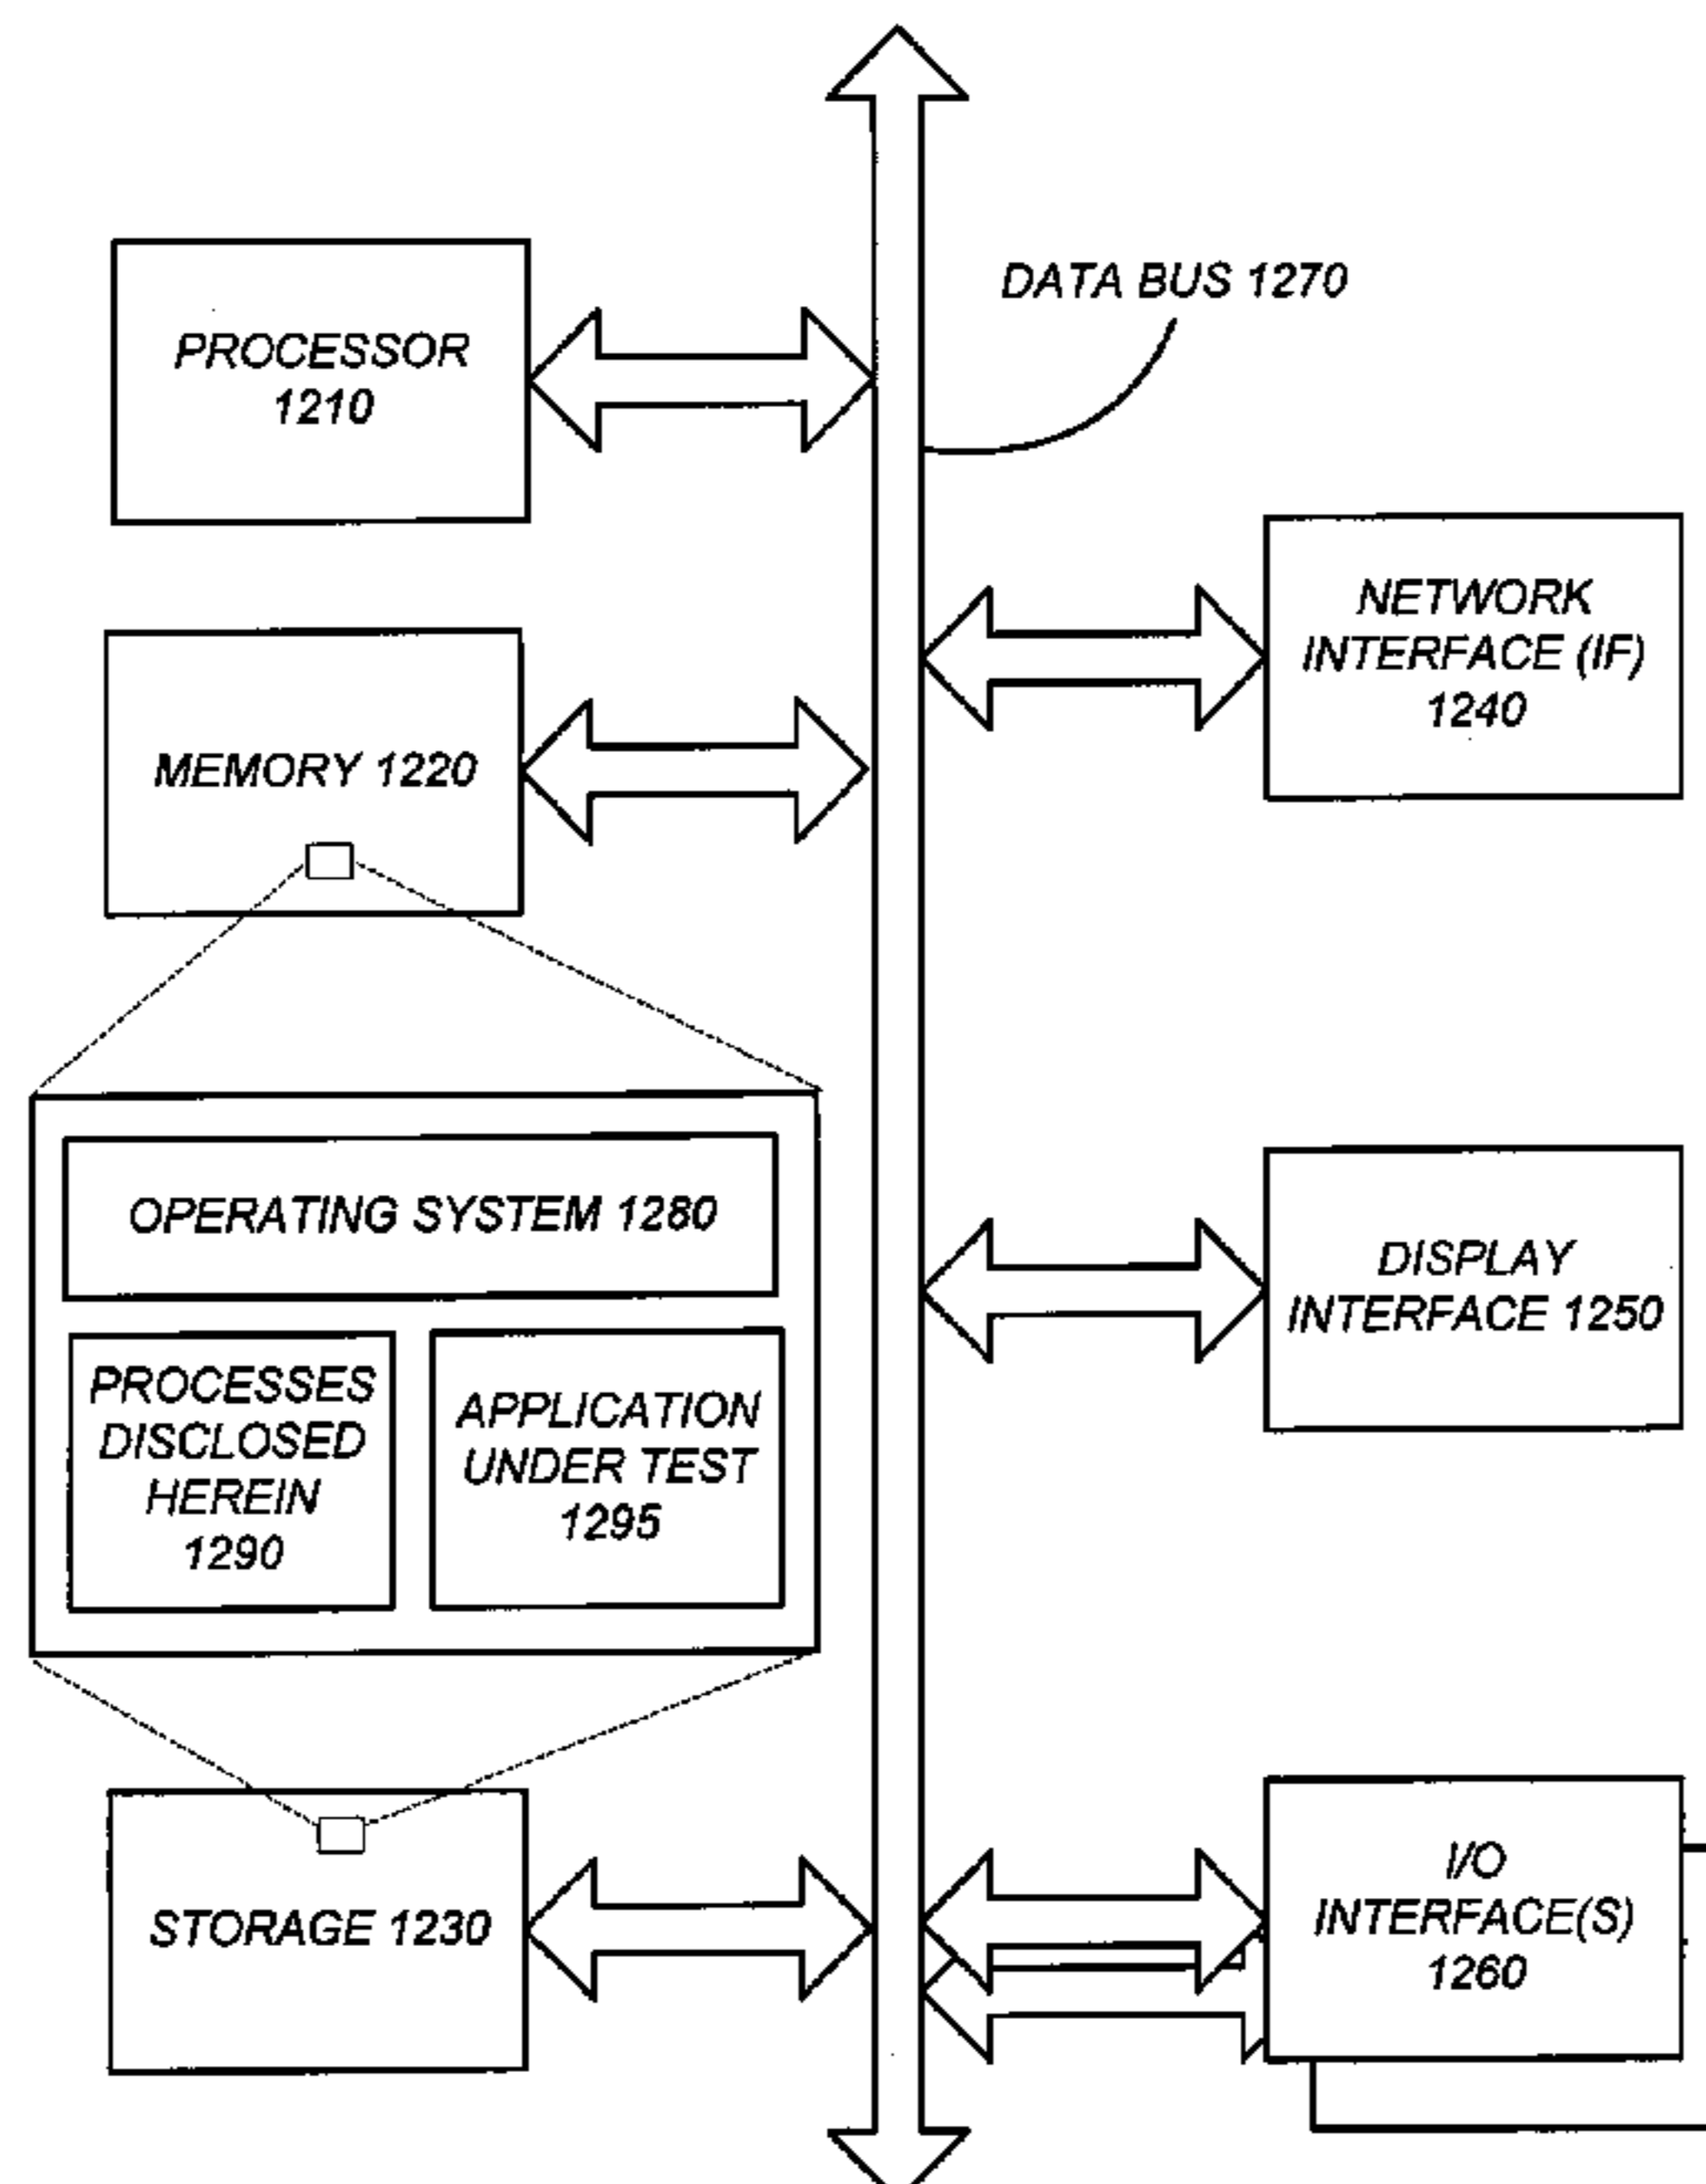 DATA BUS 1270
PROCESSOR
1210
NETWORK
INTERFACE (IF)
1240
MEMORY 1220
OPERATING SYSTEM 1280
DISPLAY
INTERFACE 1250
PROCESSES
DISCLOSED
HEREIN
1290
APPLICATION
UNDER TEST
1295
I/O
INTERFACE(S)
1260
STORAGE 1230